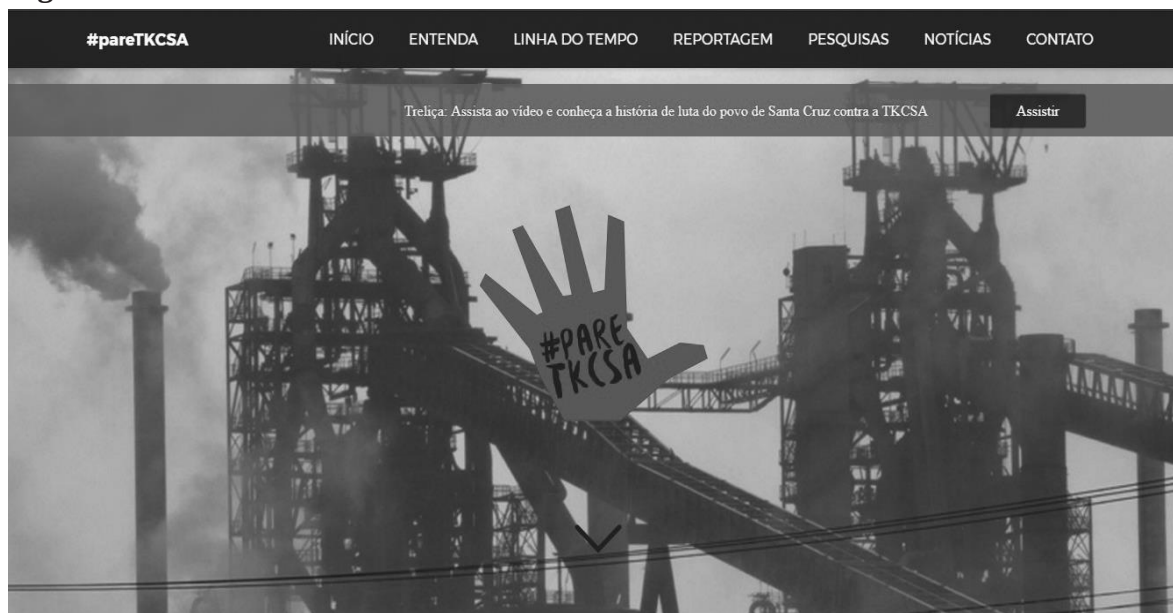 #pareTKCSA INÍCIO ENTENDA LINHA DO TEMPO REPORTAGEM PESQUISAS NOTÍCIAS CONTATO
Treliça: Assista ao vídeo e conheça a história de luta do povo de Santa Cruz contra a TKCSA Assistir
#PARE
TKCSA